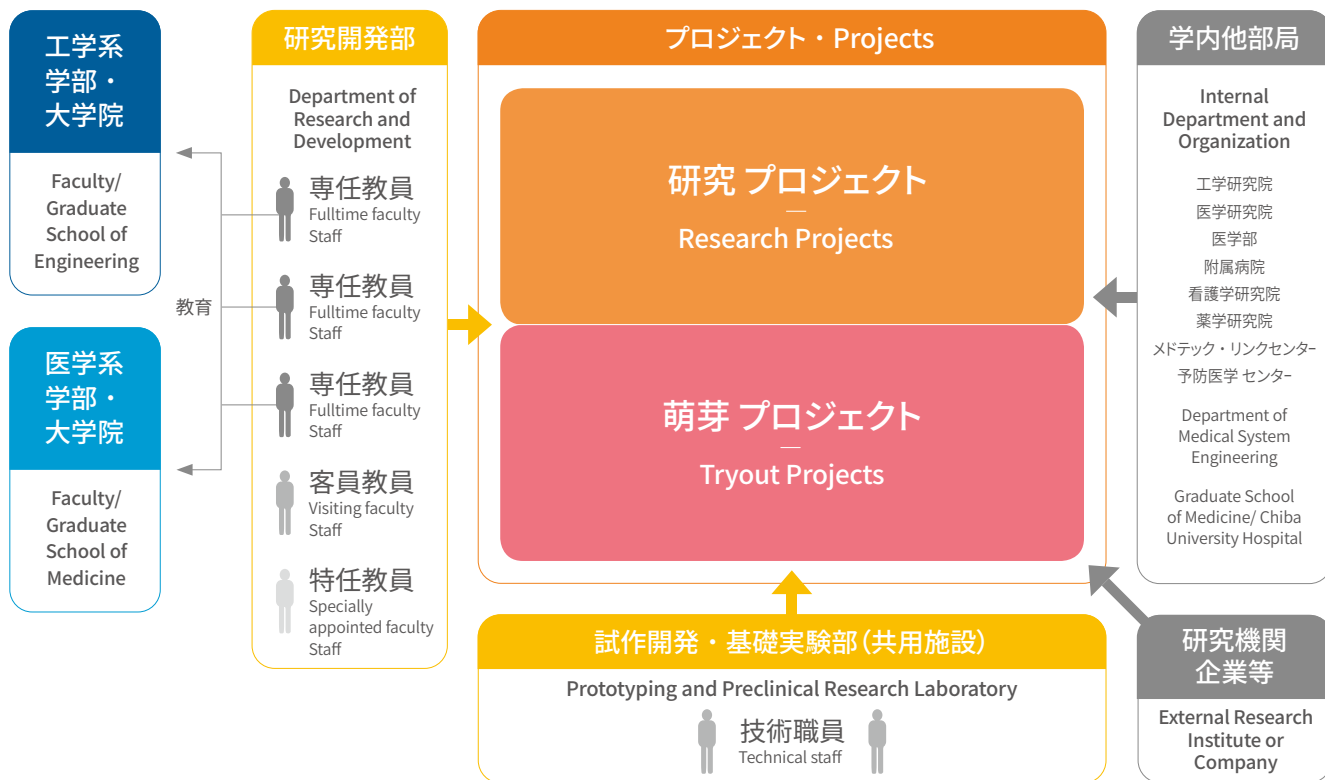 工学系
学部・
大学院
Faculty/
Graduate
School of
Engineering
医学系
学部・
大学院
Faculty/
Graduate
School of
Medicine
教育
研究開発部
Department of
Research and
Development
専任教員
Fulltime faculty
Staff
専任教員
Fulltime faculty
Staff
専任教員
Fulltime faculty
Staff
客員教員
Visiting faculty
Staff
特任教員
Specially
appointed faculty
Staff
プロジェクト・Projects
研究 プロジェクト
Research Projects
萌芽 プロジェクト
Tryout Projects
試作開発・基礎実験部（共用施設）
Prototyping and Preclinical Research Laboratory
技術職員
Technical staff
学内他部局
Internal
Department and
Organization
工学研究院
医学研究院
医学部
附属病院
看護学研究院
薬学研究院
メドテック・リンクセンター
予防医学 センター
Department of
Medical System
Engineering
Graduate School
of Medicine/ Chiba
University Hospital
研究機関
企業等
External Research
Institute or
Company